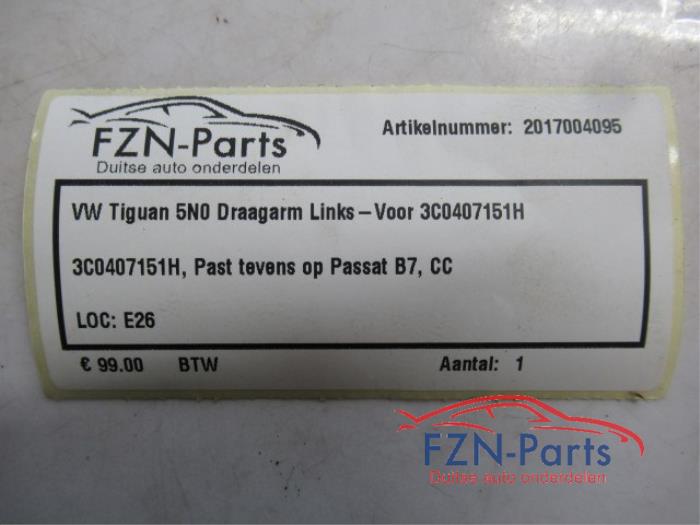 FZN-Parts
Duitse auto onderdelen
Artikelnummer: 2017004095
VW Tiguan 5N0 Draagarm Links – Voor 3C0407151H
3C0407151H, Past tevens op Passat B7, CC
LOC: E26
€ 99.00 BTW Aantal: 1
FZN-Parts
Duitse auto onderdelen